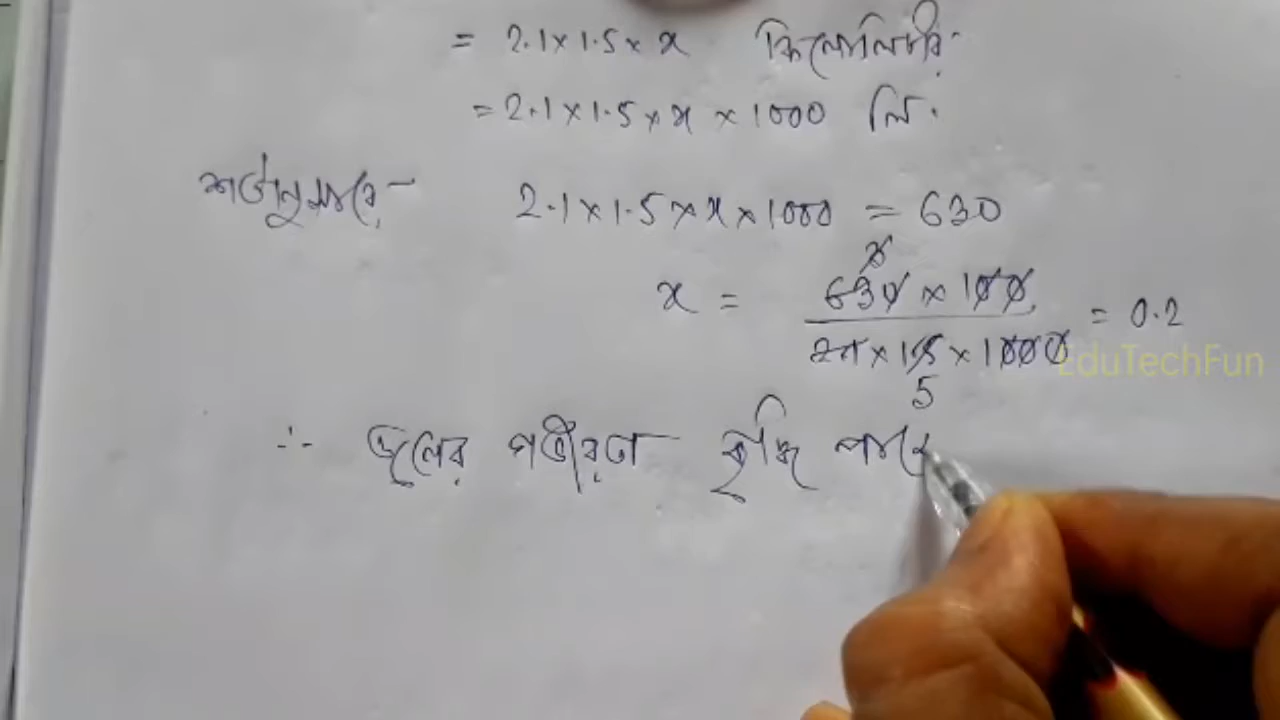 = 2.1 x 1.5 x x কিলোলিটার
= 2.1 x 1.5 x x x 1000 লি.
শর্তানুসারে- 2.1 x 1.5 x x x 1000 = 630
x = 630 x 100 / 21 x 15 x 1000 = 0.2
5
EduTechFun
∴ জলের গভীরতা বৃদ্ধি পাবে